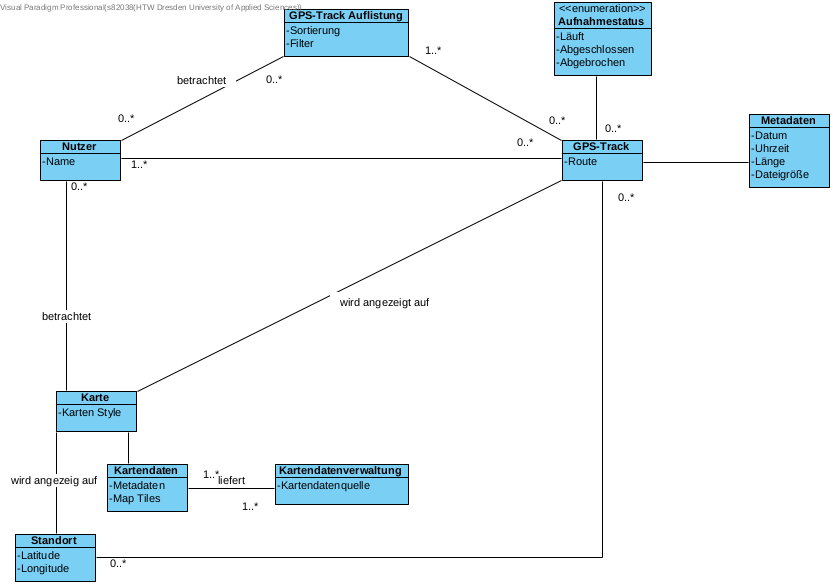 Visual Paradigm Professional(s82038(HTW Dresden University of Applied Sciences))
GPS-Track Auflistung
-Sortierung
-Filter
<<enumeration>>
Aufnahmestatus
-Läuft
-Abgeschlossen
-Abgebrochen
1..*
betrachtet
0..*
0..*
0..*
0..*
Metadaten
-Datum
-Uhrzeit
-Länge
-Dateigröße
Nutzer
-Name
0..*
GPS-Track
-Route
1..*
0..*
0..*
wird angezeigt auf
betrachtet
Karte
-Karten Style
wird angezeig auf
Kartendaten
-Metadaten
-Map Tiles
1..*
liefert
1..*
Kartendatenverwaltung
-Kartendatenquelle
Standort
-Latitude
-Longitude
0..*